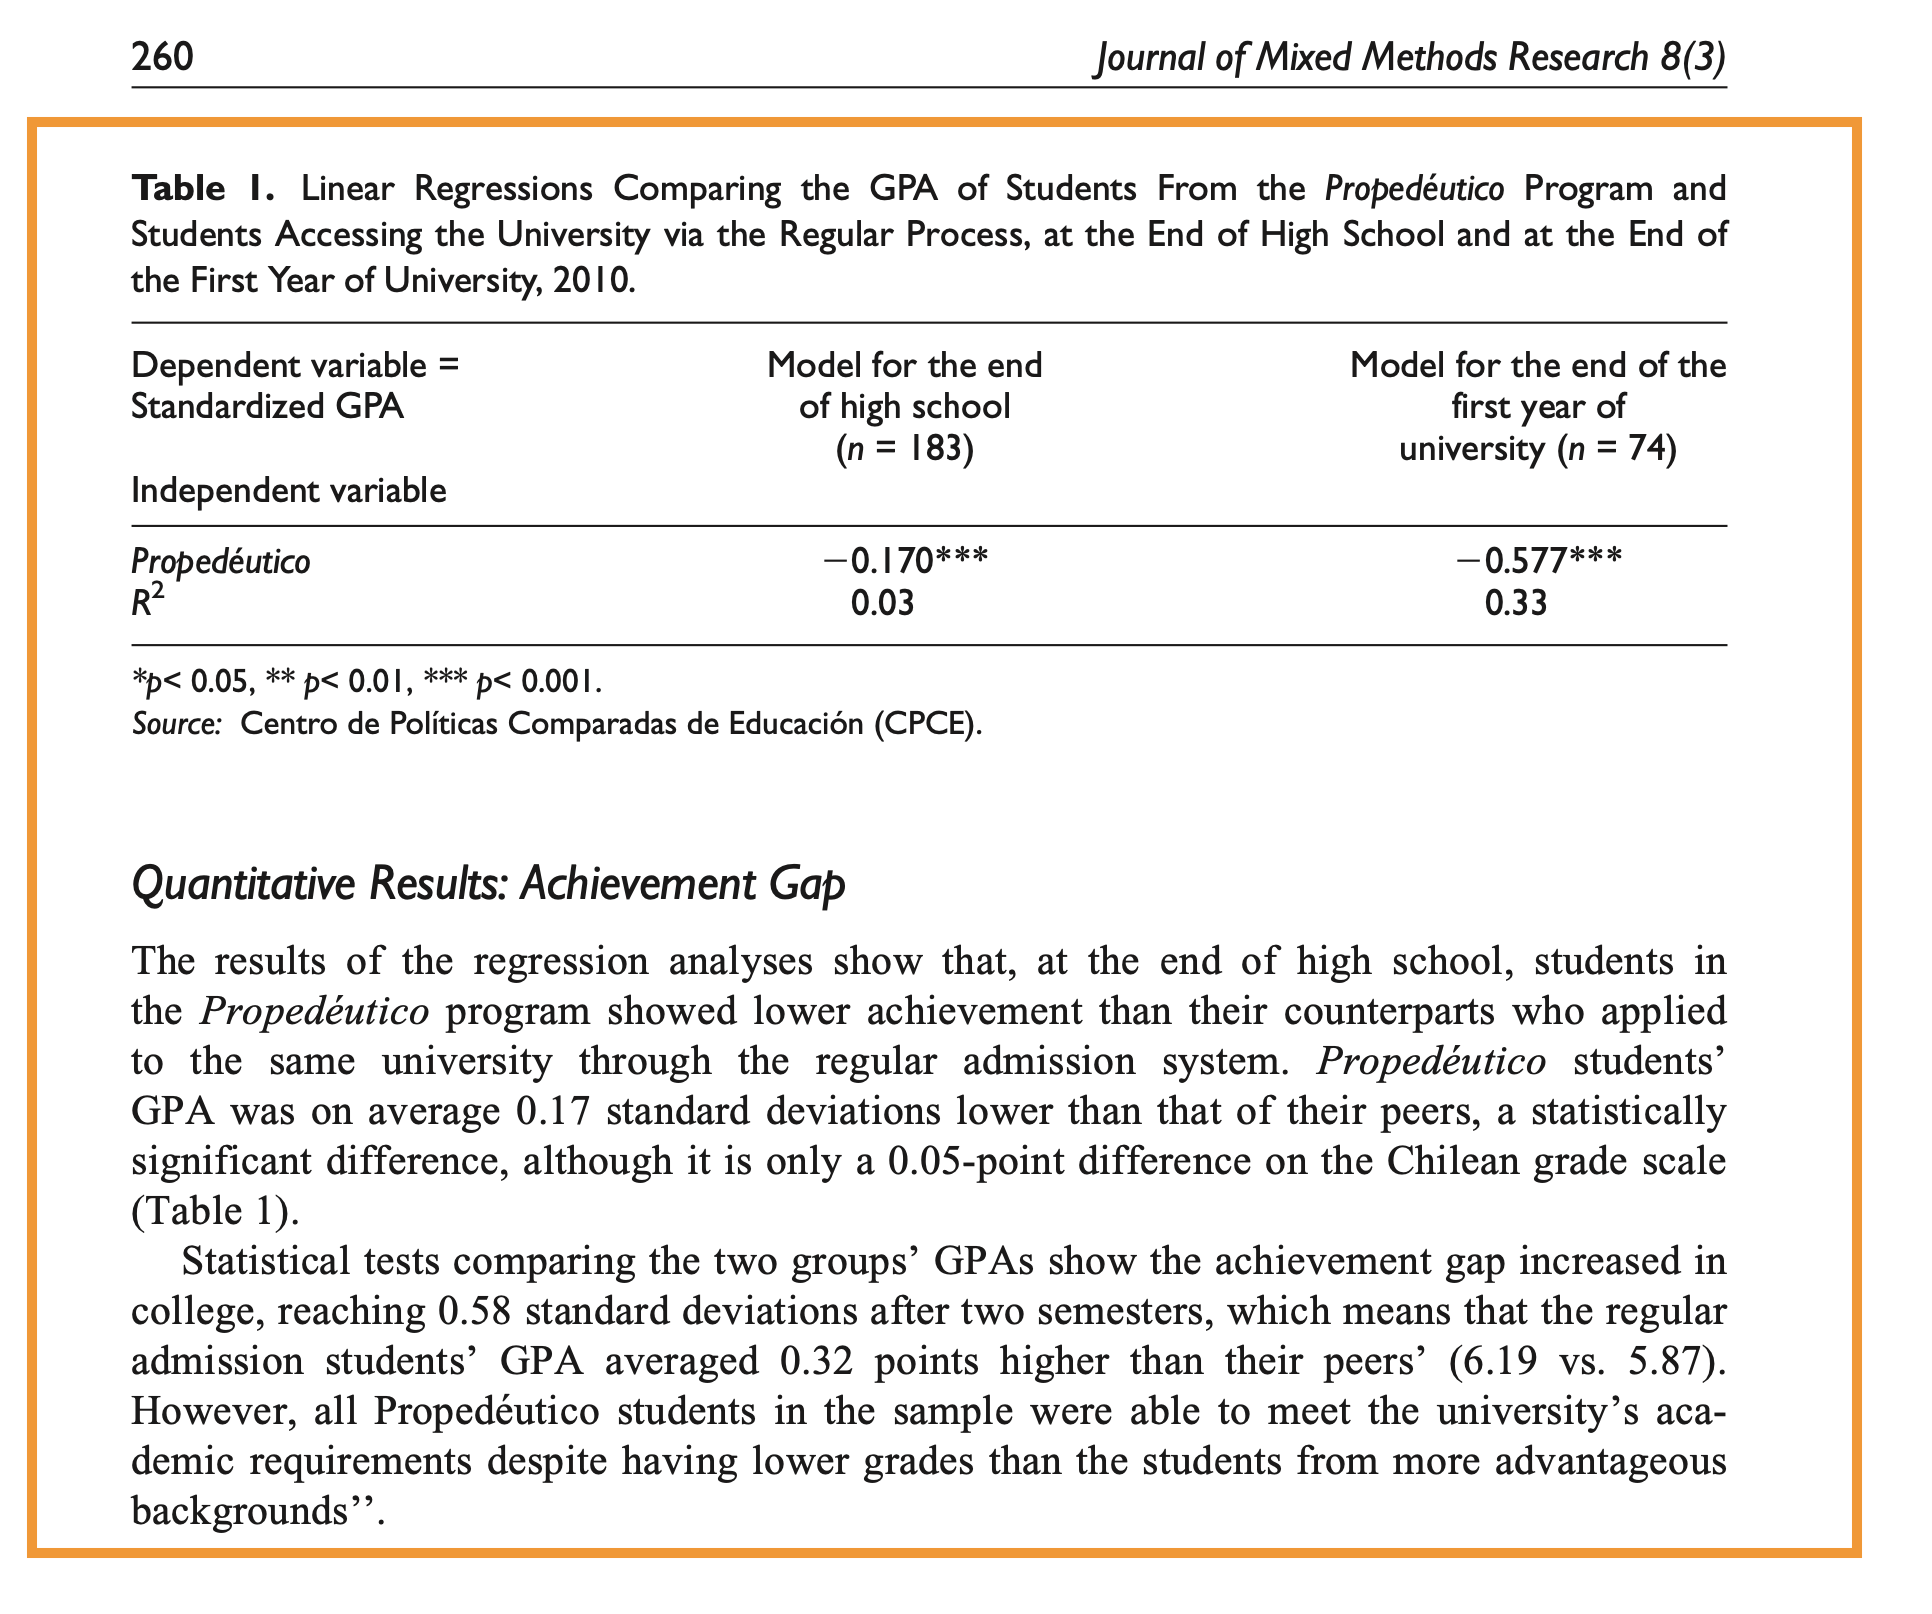 260
Journal of Mixed Methods Research 8(3)
Table 1. Linear Regressions Comparing the GPA of Students From the Propedéutico Program and
Students Accessing the University via the Regular Process, at the End of High School and at the End of
the First Year of University, 2010.
Dependent variable =
Standardized GPA
Model for the end
of high school
(n = 183)
Model for the end of the
first year of
university (n = 74)
Independent variable
Propedéutico −0.170*** −0.577***
R² 0.03 0.33
*p< 0.05, ** p< 0.01, *** p< 0.001.
Source: Centro de Políticas Comparadas de Educación (CPCE).
Quantitative Results: Achievement Gap
The results of the regression analyses show that, at the end of high school, students in
the Propedéutico program showed lower achievement than their counterparts who applied
to the same university through the regular admission system. Propedéutico students’
GPA was on average 0.17 standard deviations lower than that of their peers, a statistically
significant difference, although it is only a 0.05-point difference on the Chilean grade scale
(Table 1).
Statistical tests comparing the two groups’ GPAs show the achievement gap increased in
college, reaching 0.58 standard deviations after two semesters, which means that the regular
admission students’ GPA averaged 0.32 points higher than their peers’ (6.19 vs. 5.87).
However, all Propedéutico students in the sample were able to meet the university’s aca-
demic requirements despite having lower grades than the students from more advantageous
backgrounds’’.